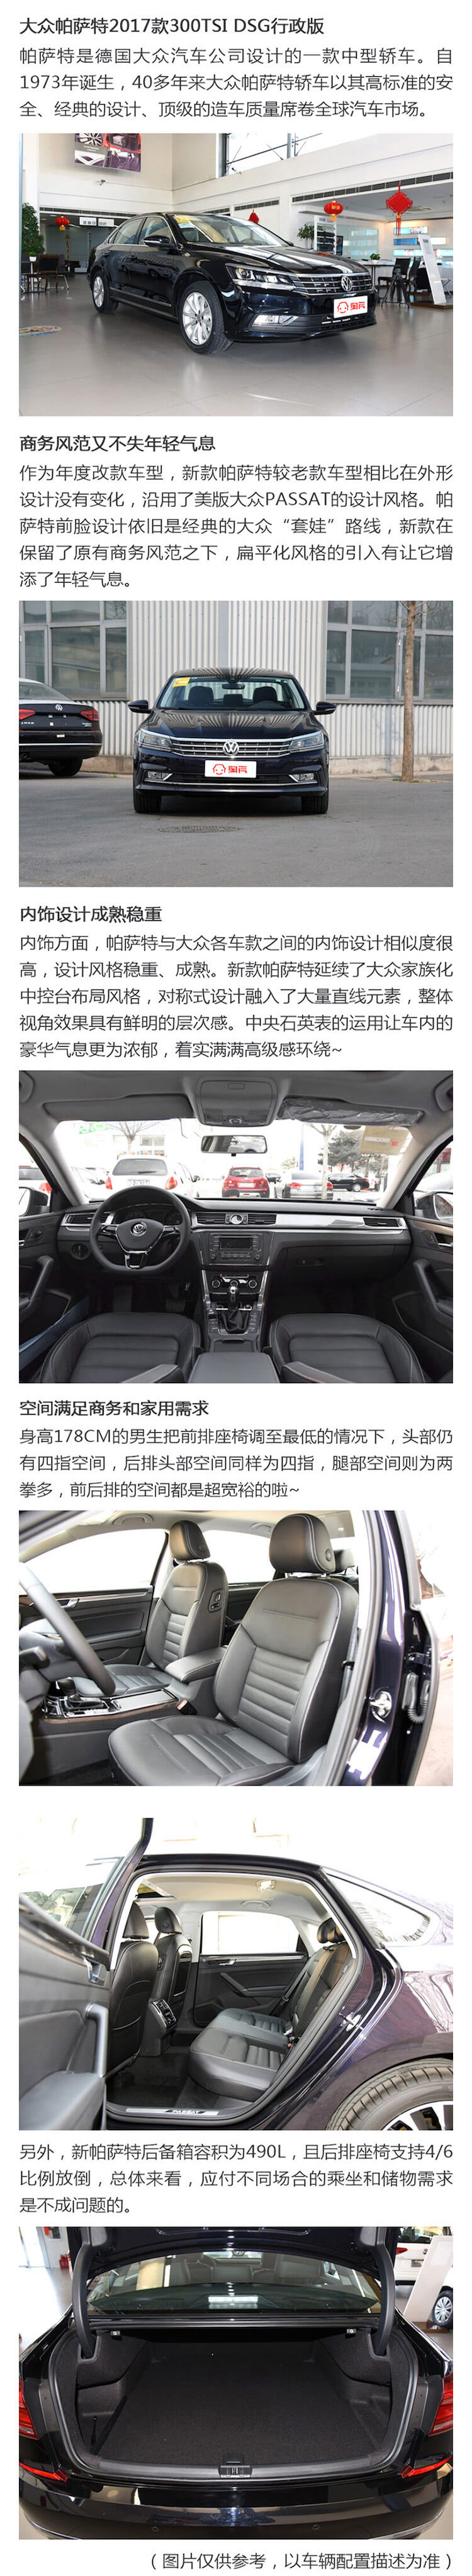 大众帕萨特2017款300TSI DSG行政版
帕萨特是德国大众汽车公司设计的一款中型轿车。自
1973年诞生，40多年来大众帕萨特轿车以其高标准的安
全、经典的设计、顶级的造车质量席卷全球汽车市场。
淘汽
商务风范又不失年轻气息
作为年度改款车型，新款帕萨特较老款车型相比在外形
设计没有变化，沿用了美版大众PASSAT的设计风格。帕
萨特前脸设计依旧是经典的大众“套娃”路线，新款在
保留了原有商务风范之下，扁平化风格的引入有让它增
添了年轻气息。
淘汽
内饰设计成熟稳重
内饰方面，帕萨特与大众各车款之间的内饰设计相似度很
高，设计风格稳重、成熟。新款帕萨特延续了大众家族化
中控台布局风格，对称式设计融入了大量直线元素，整体
视角效果具有鲜明的层次感。中央石英表的运用让车内的
豪华气息更为浓郁，着实满满高级感环绕~
空间满足商务和家用需求
身高178CM的男生把前排座椅调至最低的情况下，头部仍
有四指空间，后排头部空间同样为四指，腿部空间则为两
拳多，前后排的空间都是超宽裕的啦~
PASSAT
另外，新帕萨特后备箱容积为490L，且后排座椅支持4/6
比例放倒，总体来看，应付不同场合的乘坐和储物需求
是不成问题的。
（图片仅供参考，以车辆配置描述为准）